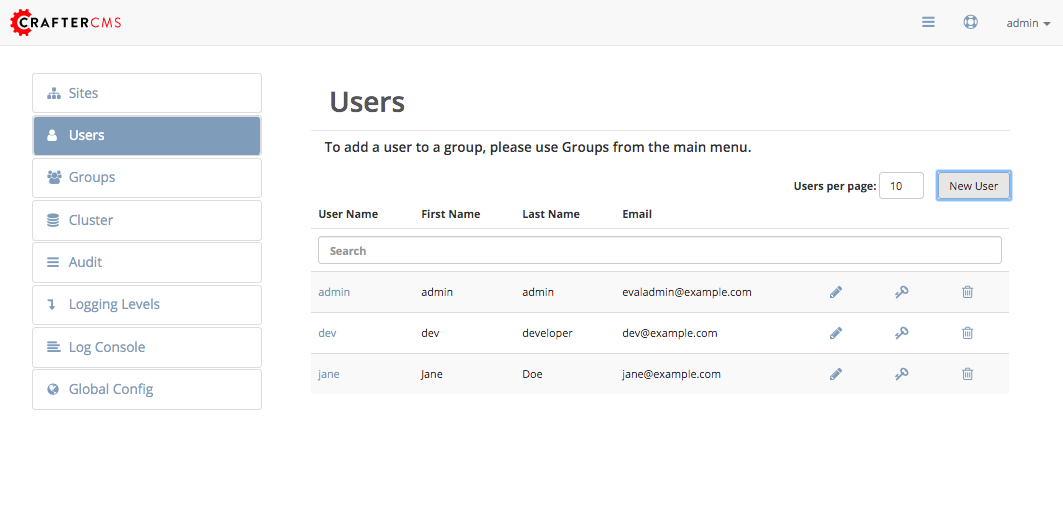 CRAFTERCMS
admin
Sites
Users
Groups
Cluster
Audit
Logging Levels
Log Console
Global Config
Users
To add a user to a group, please use Groups from the main menu.
Users per page: 10 New User
User Name First Name Last Name Email
Search
admin admin admin evaladmin@example.com
dev dev developer dev@example.com
jane Jane Doe jane@example.com